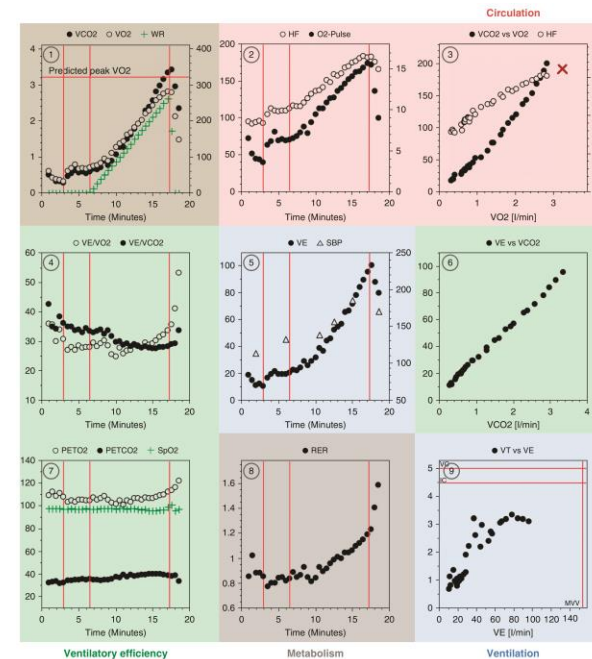 Circulation
● VCO2 ○ VO2 + WR
1
Predicted peak VO2
4
3
2
1
0
400
300
200
100
0
0 5 10 15 20
Time (Minutes)
○ HF ● O2-Pulse
2
200
150
100
50
0
15
10
5
0
0 5 10 15 20
Time (Minutes)
● VCO2 vs VO2 ○ HF
3
200
150
100
50
0
4
3
2
1
0
0 1 2 3 4
VO2 [l/min]
○ VE/VO2 ● VE/VCO2
4
60
50
40
30
20
10
0 5 10 15 20
Time (Minutes)
● VE △ SBP
5
100
80
60
40
20
0
250
200
150
100
50
0 5 10 15 20
Time (Minutes)
● VE vs VCO2
6
100
80
60
40
20
0
0 1 2 3 4
VCO2 [l/min]
○ PETO2 ● PETCO2 + SpO2
7
140
120
100
80
60
40
20
0 5 10 15 20
Time (Minutes)
● RER
8
1.8
1.6
1.4
1.2
1
0.8
0.6
0 5 10 15 20
Time (Minutes)
● VT vs VE
9
VC
IC
5
4
3
2
1
0
MVV
0 20 40 60 80 100 140
VE [l/min]
Ventilatory efficiency
Metabolism
Ventilation